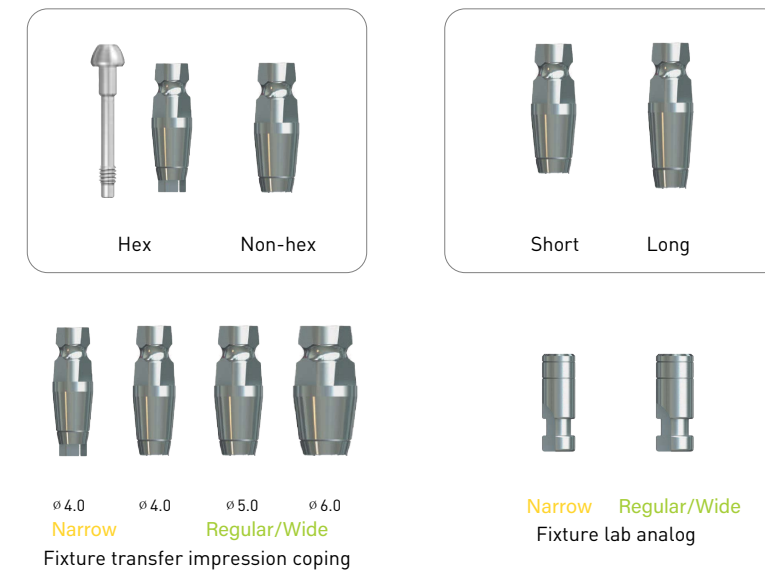 Hex Non-hex
Short Long
ø 4.0 ø 4.0 ø 5.0 ø 6.0
Narrow Regular/Wide
Fixture transfer impression coping
Narrow Regular/Wide
Fixture lab analog